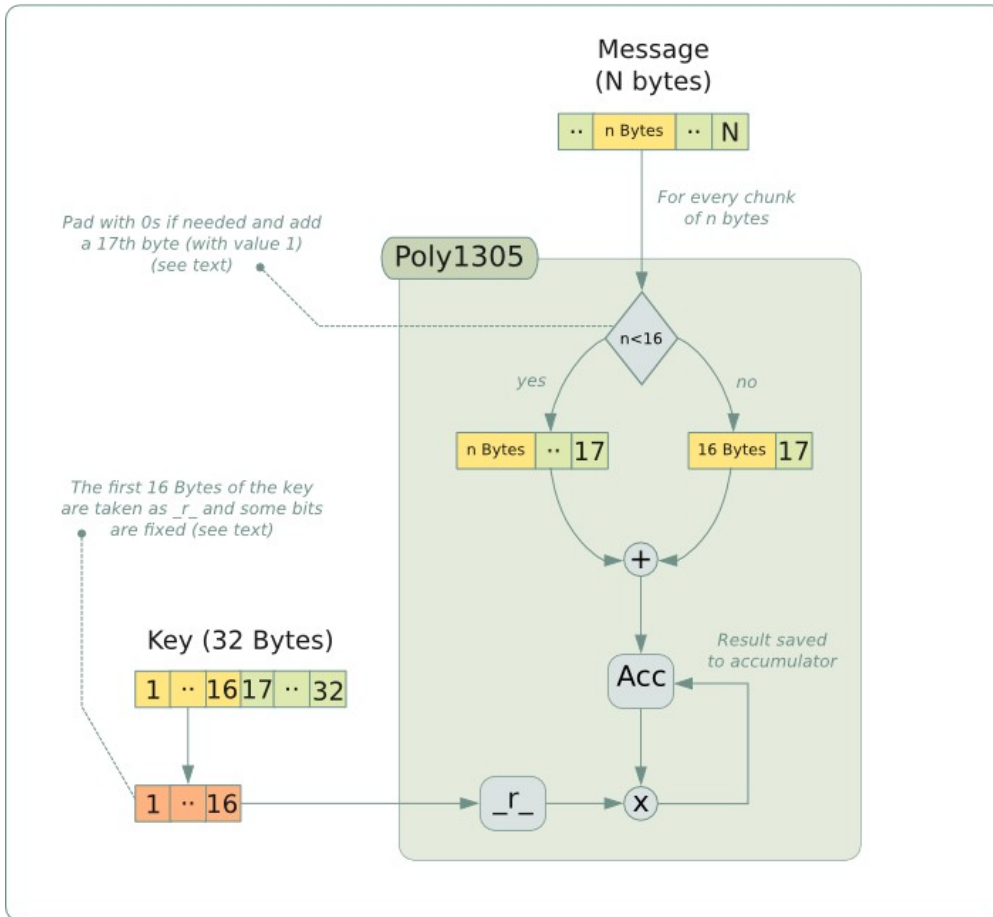 Message
(N bytes)
·· n Bytes ·· N
For every chunk
of n bytes
Pad with 0s if needed and add
a 17th byte (with value 1)
(see text)
Poly1305
n<16
yes
no
n Bytes ·· 17
16 Bytes 17
The first 16 Bytes of the key
are taken as _r_ and some bits
are fixed (see text)
+
Key (32 Bytes)
Result saved
to accumulator
Acc
1 ·· 16 17 ·· 32
1 ·· 16
_r_
x